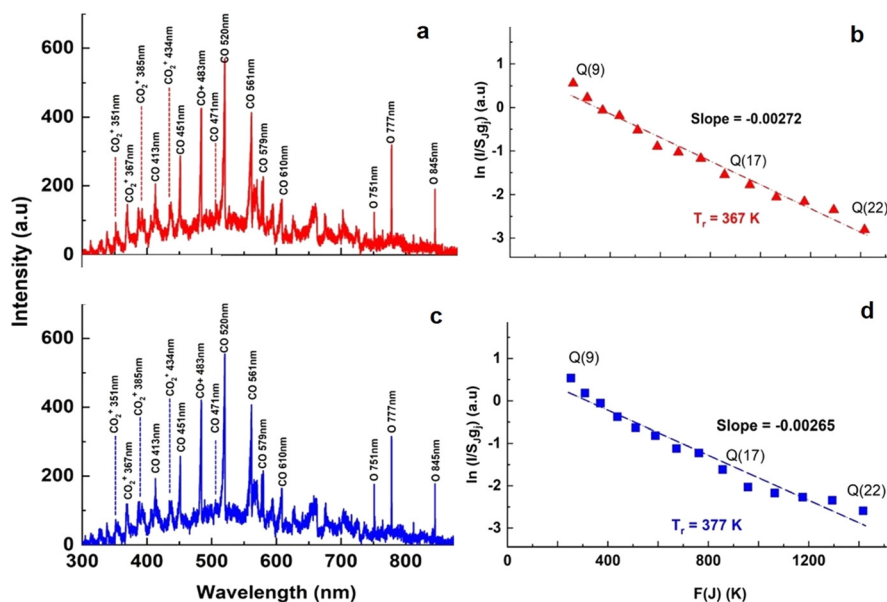 a
600
400
200
0
Intensity (a.u)
CO₂⁺ 351nm
CO₂⁺ 367nm
CO₂⁺ 385nm
CO 413nm
CO₂⁺ 434nm
CO 451nm
CO+ 483nm
CO 471nm
CO 520nm
CO 561nm
CO 579nm
CO 610nm
O 751nm
O 777nm
O 845nm
b
1
0
-1
-2
-3
ln (I/SJgj) (a.u)
Q(9)
Slope = -0.00272
Q(17)
Q(22)
Tr = 367 K
c
600
400
200
0
CO₂⁺ 351nm
CO₂⁺ 367nm
CO₂⁺ 385nm
CO 413nm
CO₂⁺ 434nm
CO 451nm
CO+ 483nm
CO 471nm
CO 520nm
CO 561nm
CO 579nm
CO 610nm
O 751nm
O 777nm
O 845nm
300 400 500 600 700 800
Wavelength (nm)
d
1
0
-1
-2
-3
ln (I/SJgj) (a.u)
Q(9)
Slope = -0.00265
Q(17)
Q(22)
Tr = 377 K
0 400 800 1200
F(J) (K)